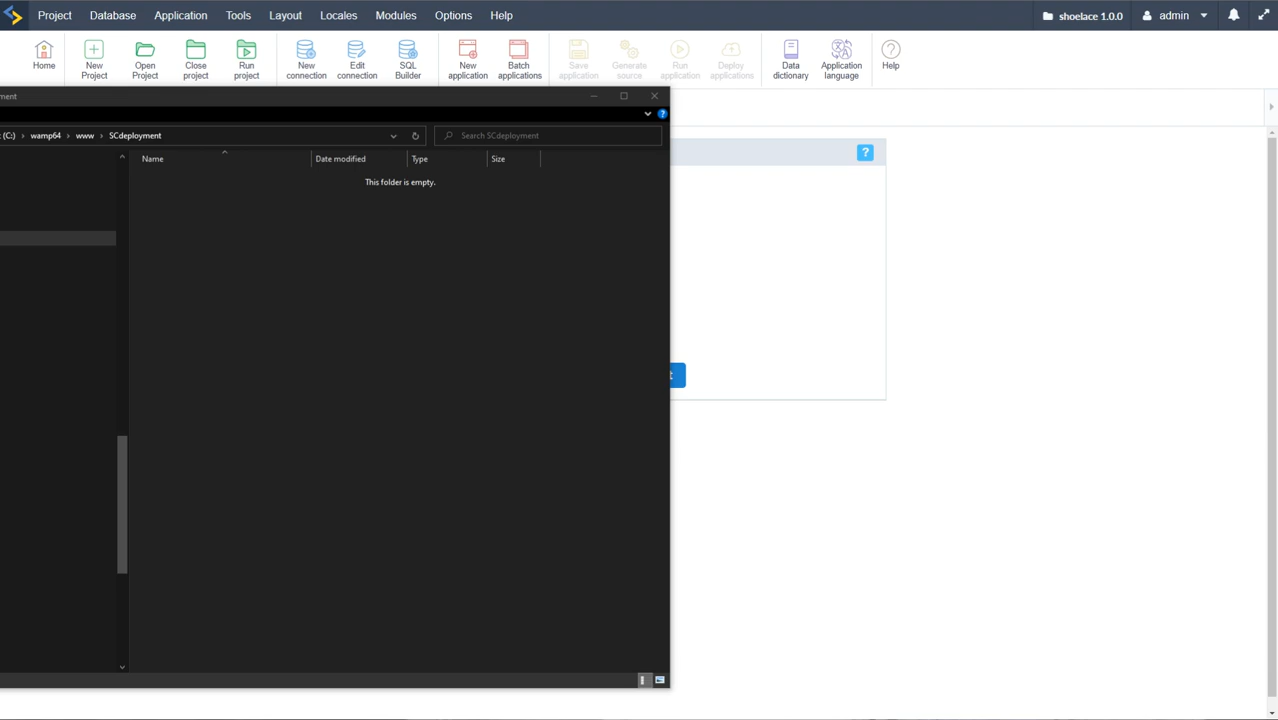 Project Database Application Tools Layout Locales Modules Options Help shoelace 1.0.0 admin
Home
New Project
Open Project
Close project
Run project
New connection
Edit connection
SQL Builder
New application
Batch applications
Save application
Generate source
Run application
Deploy applications
Data dictionary
Application language
Help
ment
(C:) > wamp64 > www > SCdeployment
Search SCdeployment
Name Date modified Type Size
This folder is empty.
?
t